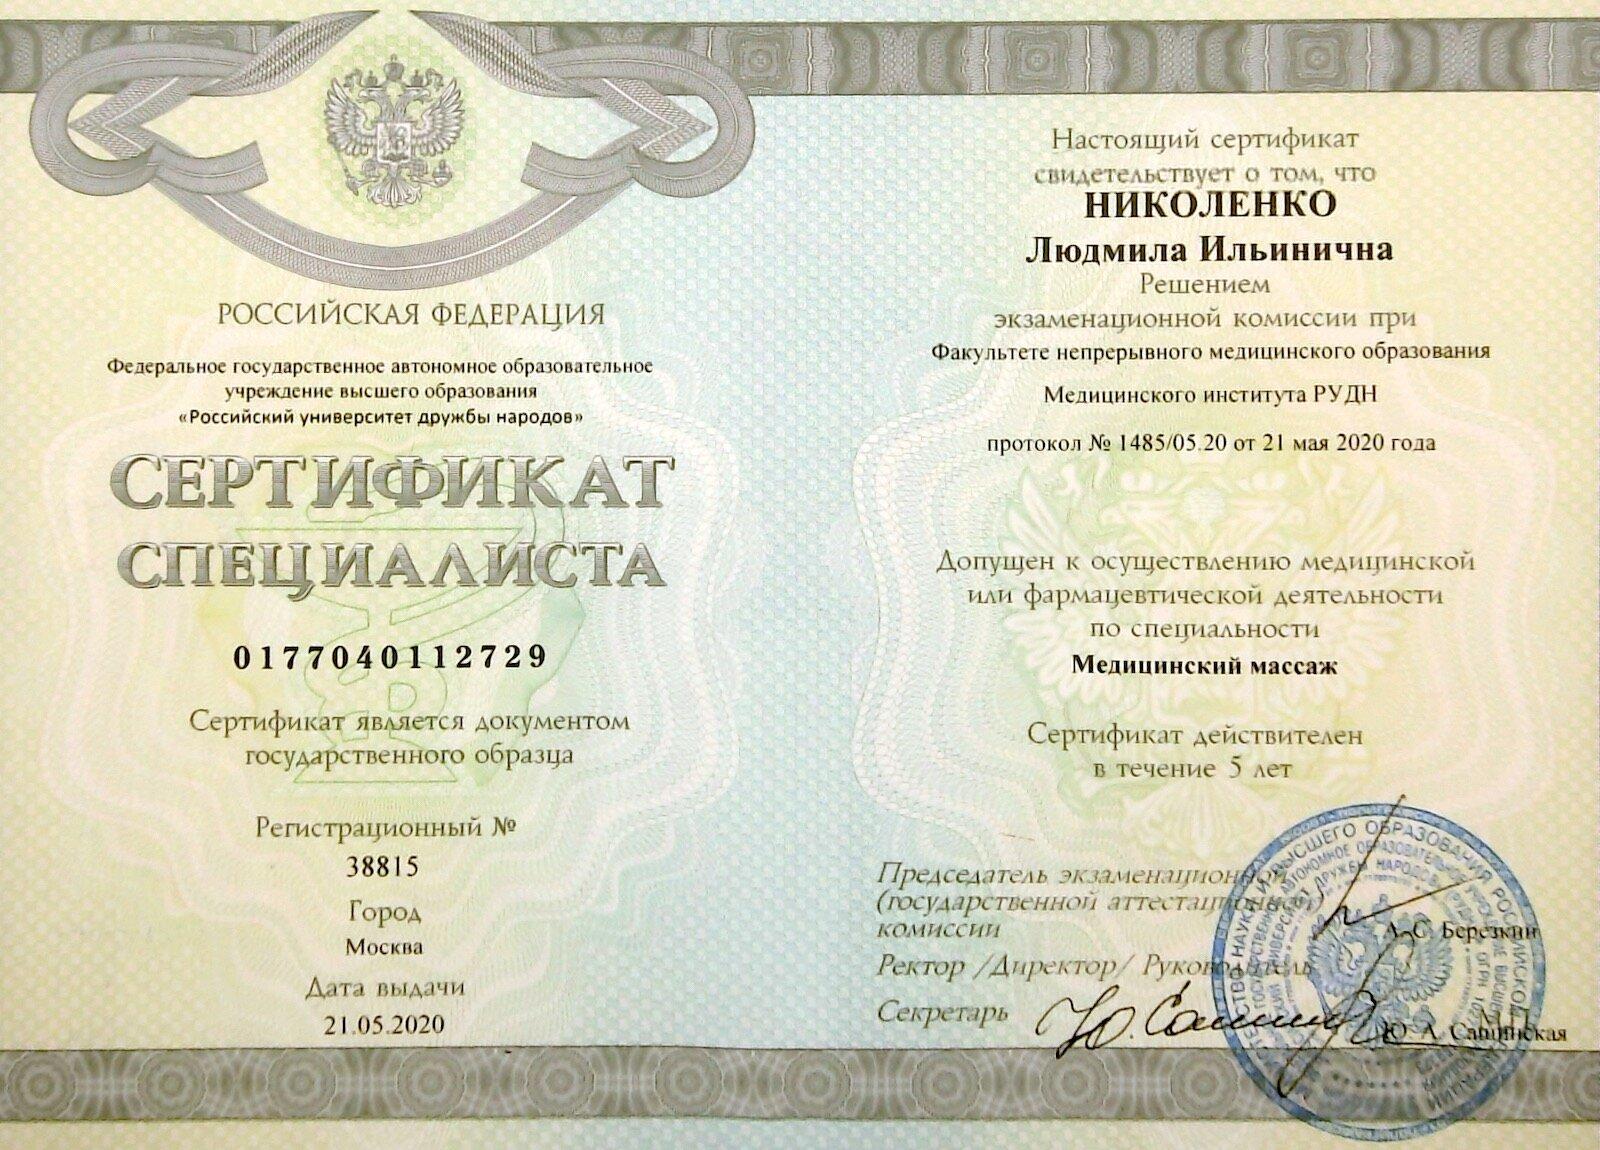 РОССИЙСКАЯ ФЕДЕРАЦИЯ
Федеральное государственное автономное образовательное
учреждение высшего образования
«Российский университет дружбы народов»
СЕРТИФИКАТ
СПЕЦИАЛИСТА
0177040112729
Сертификат является документом
государственного образца
Регистрационный №
38815
Город
Москва
Дата выдачи
21.05.2020
Настоящий сертификат
свидетельствует о том, что
НИКОЛЕНКО
Людмила Ильинична
Решением
экзаменационной комиссии при
Факультете непрерывного медицинского образования
Медицинского института РУДН
протокол № 1485/05.20 от 21 мая 2020 года
Допущен к осуществлению медицинской
или фармацевтической деятельности
по специальности
Медицинский массаж
Сертификат действителен
в течение 5 лет
Председатель экзаменационной
(государственной аттестационной)
комиссии
А. С. Березкин
Ректор /Директор/ Руководитель
Секретарь
Ю. А. Сащинская
М.П.